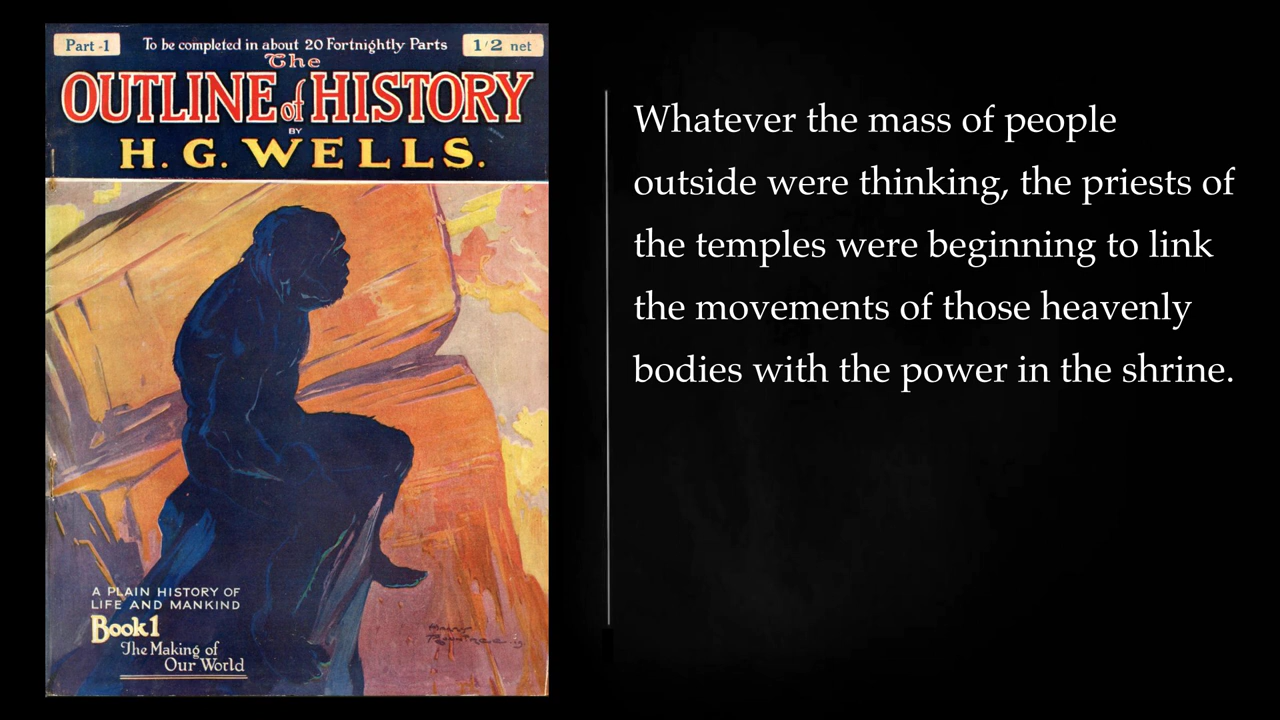 Part -1
To be completed in about 20 Fortnightly Parts
1/2 net
The
OUTLINE of HISTORY
BY
H. G. WELLS.
A PLAIN HISTORY OF
LIFE AND MANKIND
Book 1
The Making of
Our World
Whatever the mass of people
outside were thinking, the priests of
the temples were beginning to link
the movements of those heavenly
bodies with the power in the shrine.